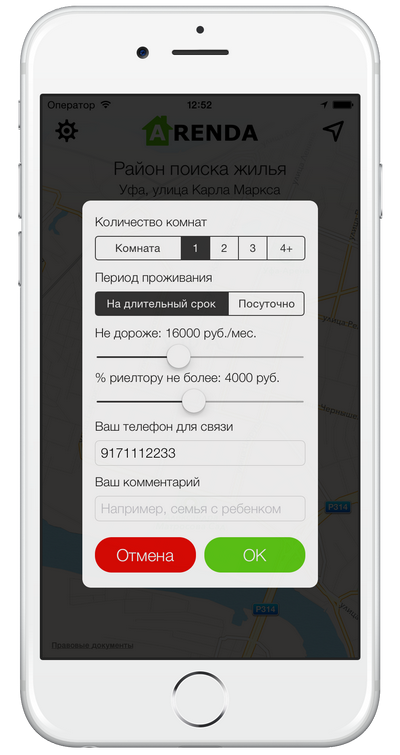 Оператор 12:52
ARENDA
Район поиска жилья
Уфа, улица Карла Маркса
Количество комнат
Комната 1 2 3 4+
Период проживания
На длительный срок Посуточно
Не дороже: 16000 руб./мес.
% риелтору не более: 4000 руб.
Ваш телефон для связи
9171112233
Ваш комментарий
Например, семья с ребенком
Р314
Отмена OK
Р314
Правовые документы